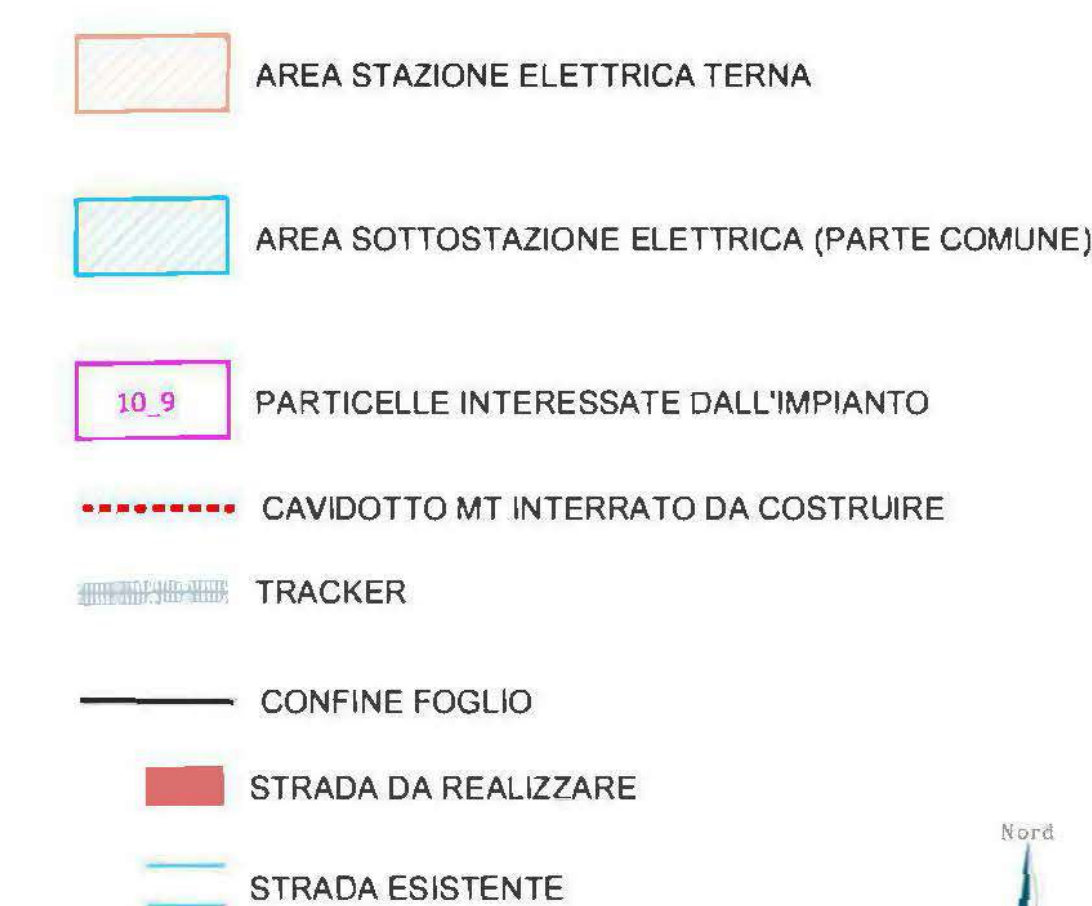 AREA STAZIONE ELETTRICA TERNA
AREA SOTTOSTAZIONE ELETTRICA (PARTE COMUNE)
10_9 PARTICELLE INTERESSATE DALL'IMPIANTO
CAVIDOTTO MT INTERRATO DA COSTRUIRE
TRACKER
CONFINE FOGLIO
STRADA DA REALIZZARE
Nord
STRADA ESISTENTE